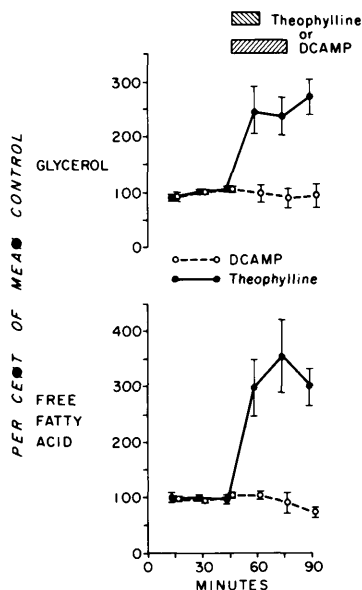 Theophylline
or
DCAMP
300
200
100
0
GLYCEROL
PER CENT OF MEAN CONTROL
DCAMP
Theophylline
400
300
200
100
0
FREE
FATTY
ACID
0 30 60 90
MINUTES